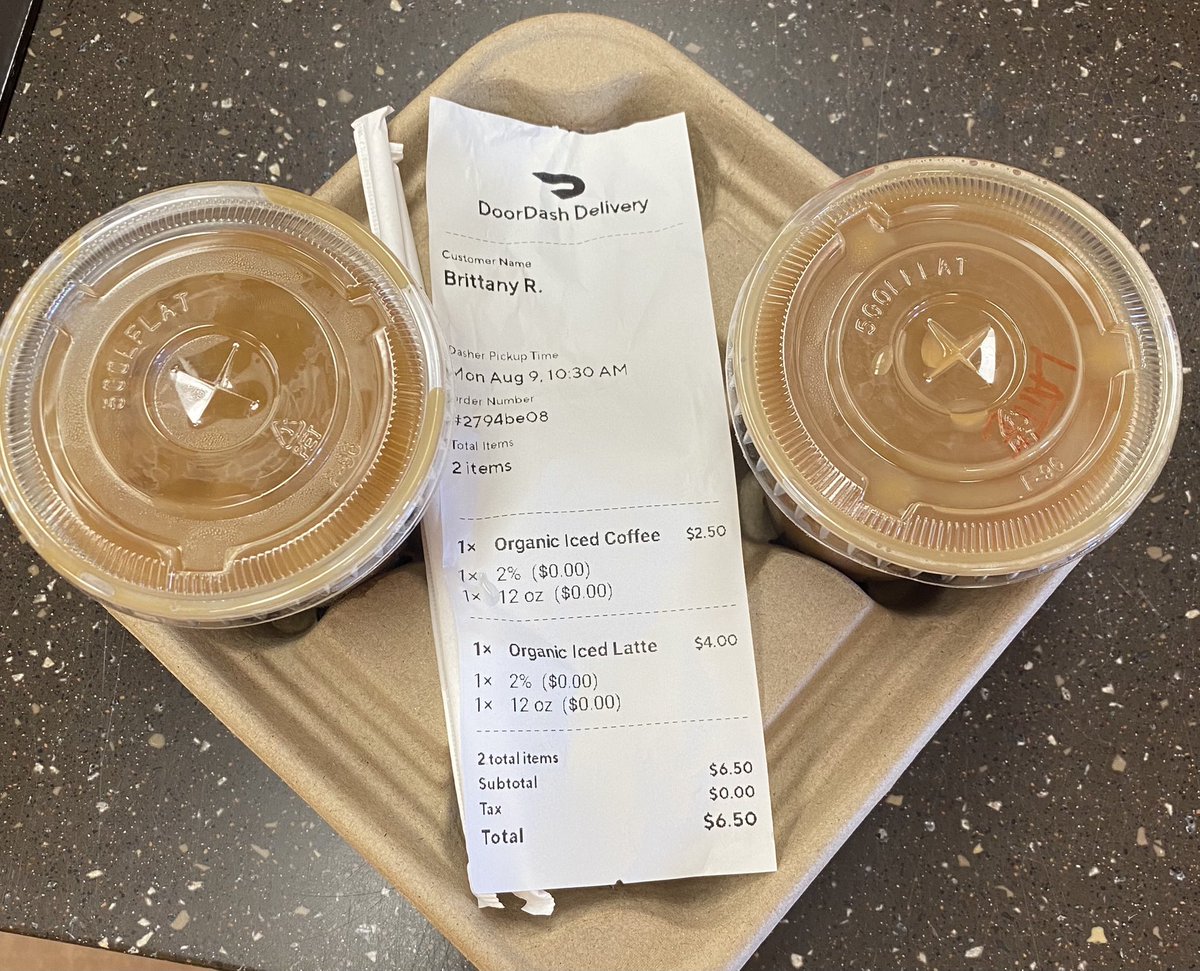 DoorDash Delivery
Customer Name
Brittany R.
Dasher Pickup Time
Mon Aug 9, 10:30 AM
Order Number
#2794be08
Total Items
2 items
1× Organic Iced Coffee $2.50
1× 2% ($0.00)
1× 12 oz ($0.00)
1× Organic Iced Latte $4.00
1× 2% ($0.00)
1× 12 oz ($0.00)
2 total items
Subtotal $6.50
Tax $0.00
Total $6.50
PET